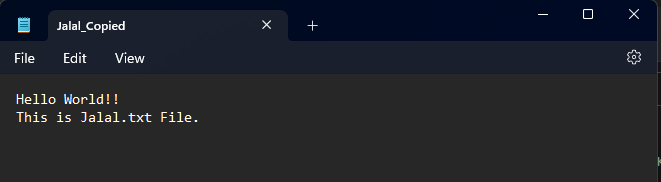 Jalal_Copied
File Edit View
Hello World!!
This is Jalal.txt File.